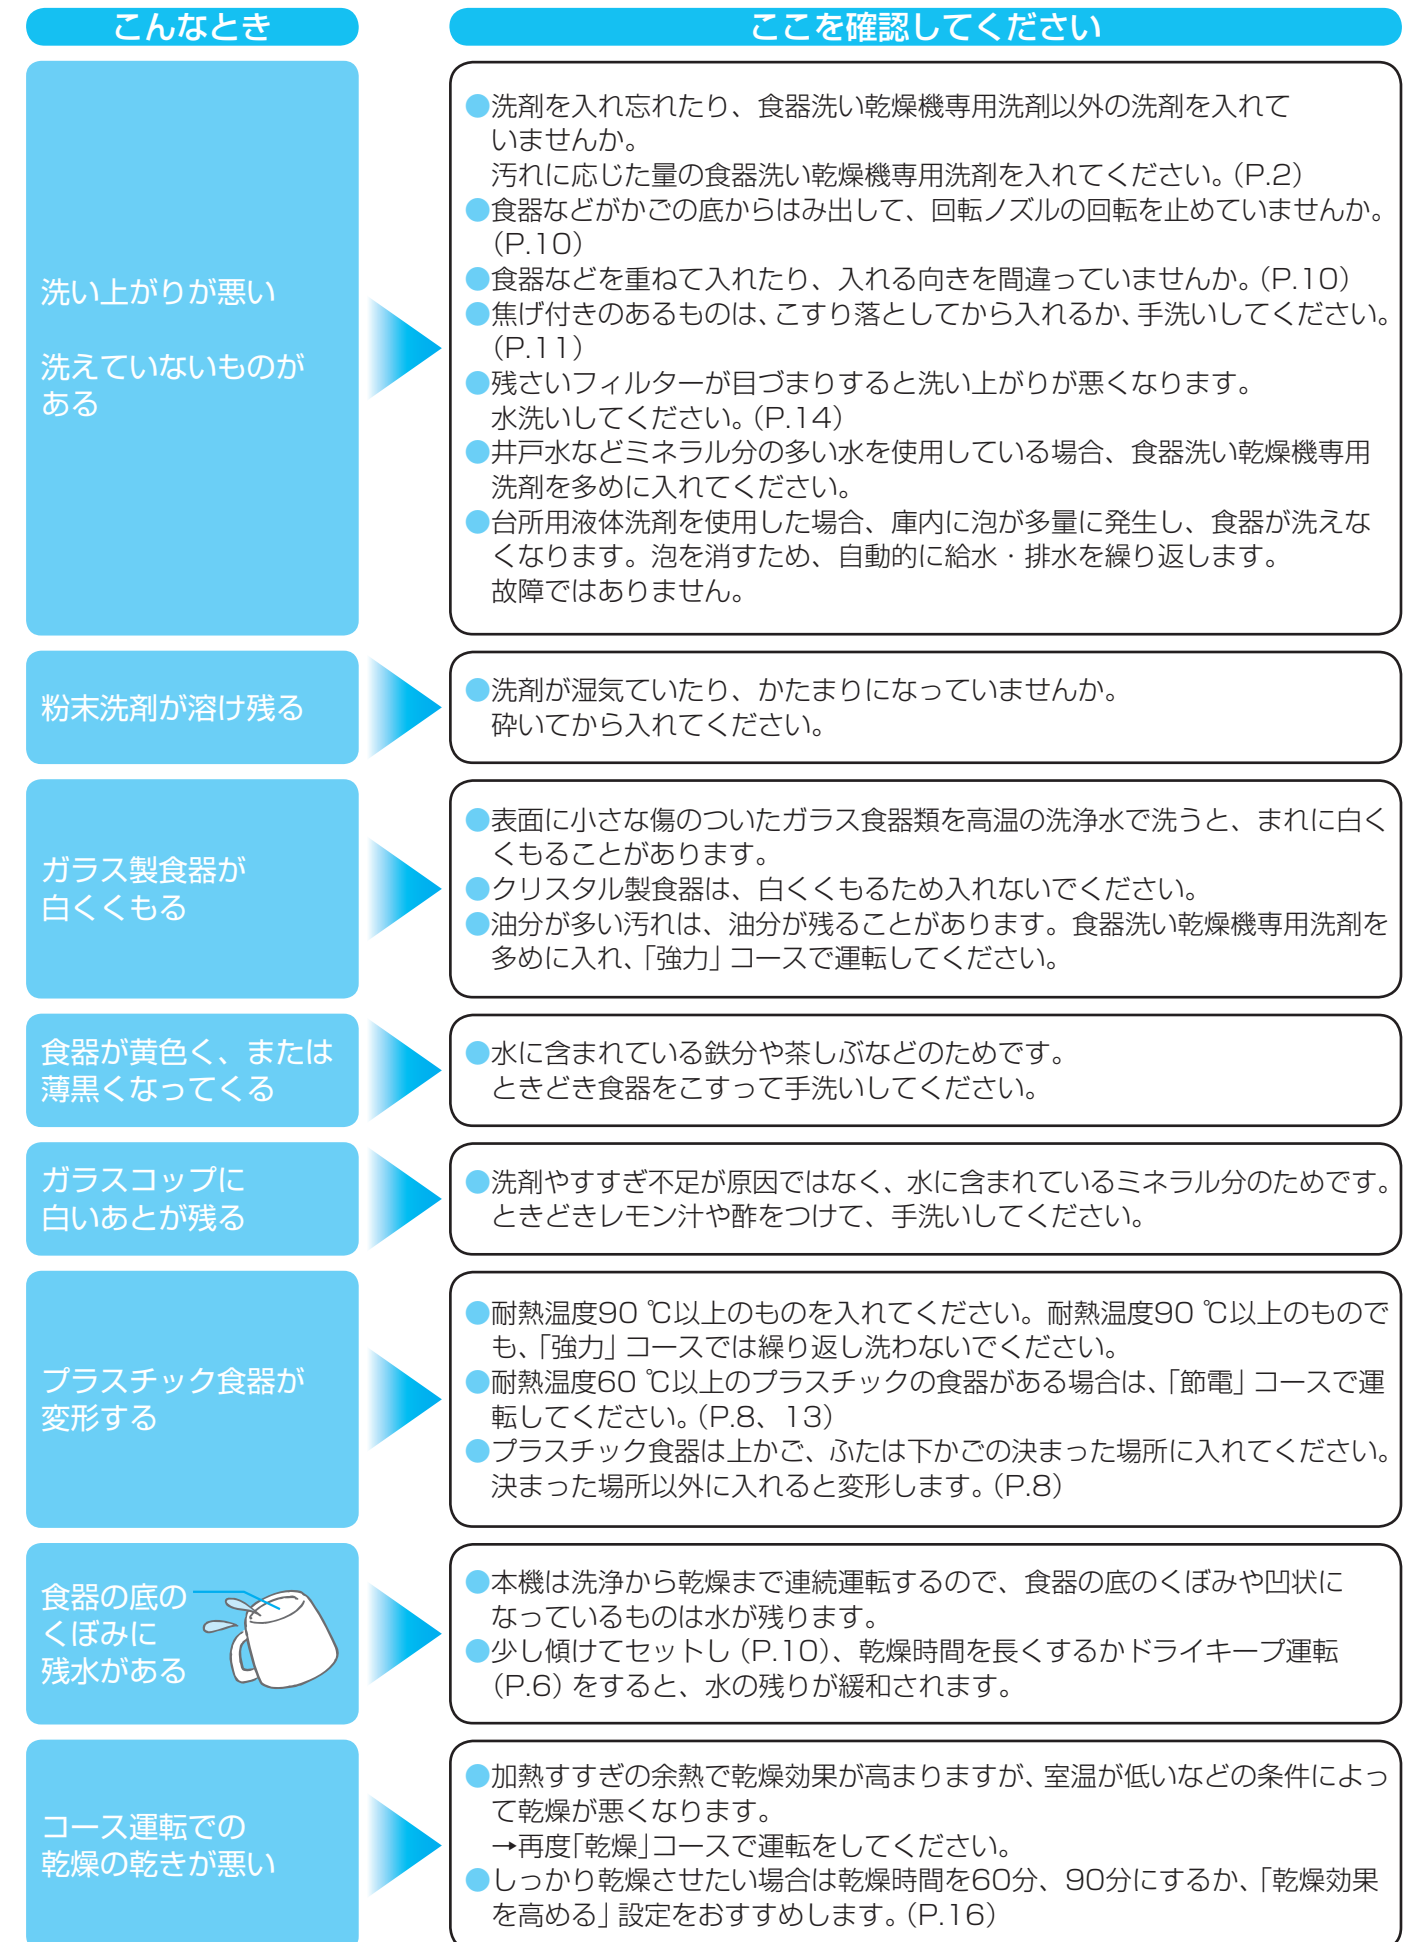 こんなとき
ここを確認してください
洗い上がりが悪い
洗えていないものが
ある
●洗剤を入れ忘れたり、食器洗い乾燥機専用洗剤以外の洗剤を入れて
いませんか。
汚れに応じた量の食器洗い乾燥機専用洗剤を入れてください。(P.2)
●食器などがかごの底からはみ出して、回転ノズルの回転を止めていませんか。
(P.10)
●食器などを重ねて入れたり、入れる向きを間違っていませんか。(P.10)
●焦げ付きのあるものは、こすり落としてから入れるか、手洗いしてください。
(P.11)
●残さいフィルターが目づまりすると洗い上がりが悪くなります。
水洗いしてください。(P.14)
●井戸水などミネラル分の多い水を使用している場合、食器洗い乾燥機専用
洗剤を多めに入れてください。
●台所用液体洗剤を使用した場合、庫内に泡が多量に発生し、食器が洗えな
くなります。泡を消すため、自動的に給水・排水を繰り返します。
故障ではありません。
粉末洗剤が溶け残る
●洗剤が湿気ていたり、かたまりになっていませんか。
砕いてから入れてください。
ガラス製食器が
白くくもる
●表面に小さな傷のついたガラス食器類を高温の洗浄水で洗うと、まれに白く
くもることがあります。
●クリスタル製食器は、白くくもるため入れないでください。
●油分が多い汚れは、油分が残ることがあります。食器洗い乾燥機専用洗剤を
多めに入れ、「強力」コースで運転してください。
食器が黄色く、または
薄黒くなってくる
●水に含まれている鉄分や茶しぶなどのためです。
ときどき食器をこすって手洗いしてください。
ガラスコップに
白いあとが残る
●洗剤やすすぎ不足が原因ではなく、水に含まれているミネラル分のためです。
ときどきレモン汁や酢をつけて、手洗いしてください。
プラスチック食器が
変形する
●耐熱温度90 ℃以上のものを入れてください。耐熱温度90 ℃以上のもので
も、「強力」コースでは繰り返し洗わないでください。
●耐熱温度60 ℃以上のプラスチックの食器がある場合は、「節電」コースで運
転してください。(P.8、13)
●プラスチック食器は上かご、ふたは下かごの決まった場所に入れてください。
決まった場所以外に入れると変形します。(P.8)
食器の底の
くぼみに
残水がある
●本機は洗浄から乾燥まで連続運転するので、食器の底のくぼみや凹状に
なっているものは水が残ります。
●少し傾けてセットし(P.10)、乾燥時間を長くするかドライキープ運転
(P.6)をすると、水の残りが緩和されます。
コース運転での
乾燥の乾きが悪い
●加熱すすぎの余熱で乾燥効果が高まりますが、室温が低いなどの条件によっ
て乾燥が悪くなります。
→再度「乾燥」コースで運転をしてください。
●しっかり乾燥させたい場合は乾燥時間を60分、90分にするか、「乾燥効果
を高める」設定をおすすめします。(P.16)